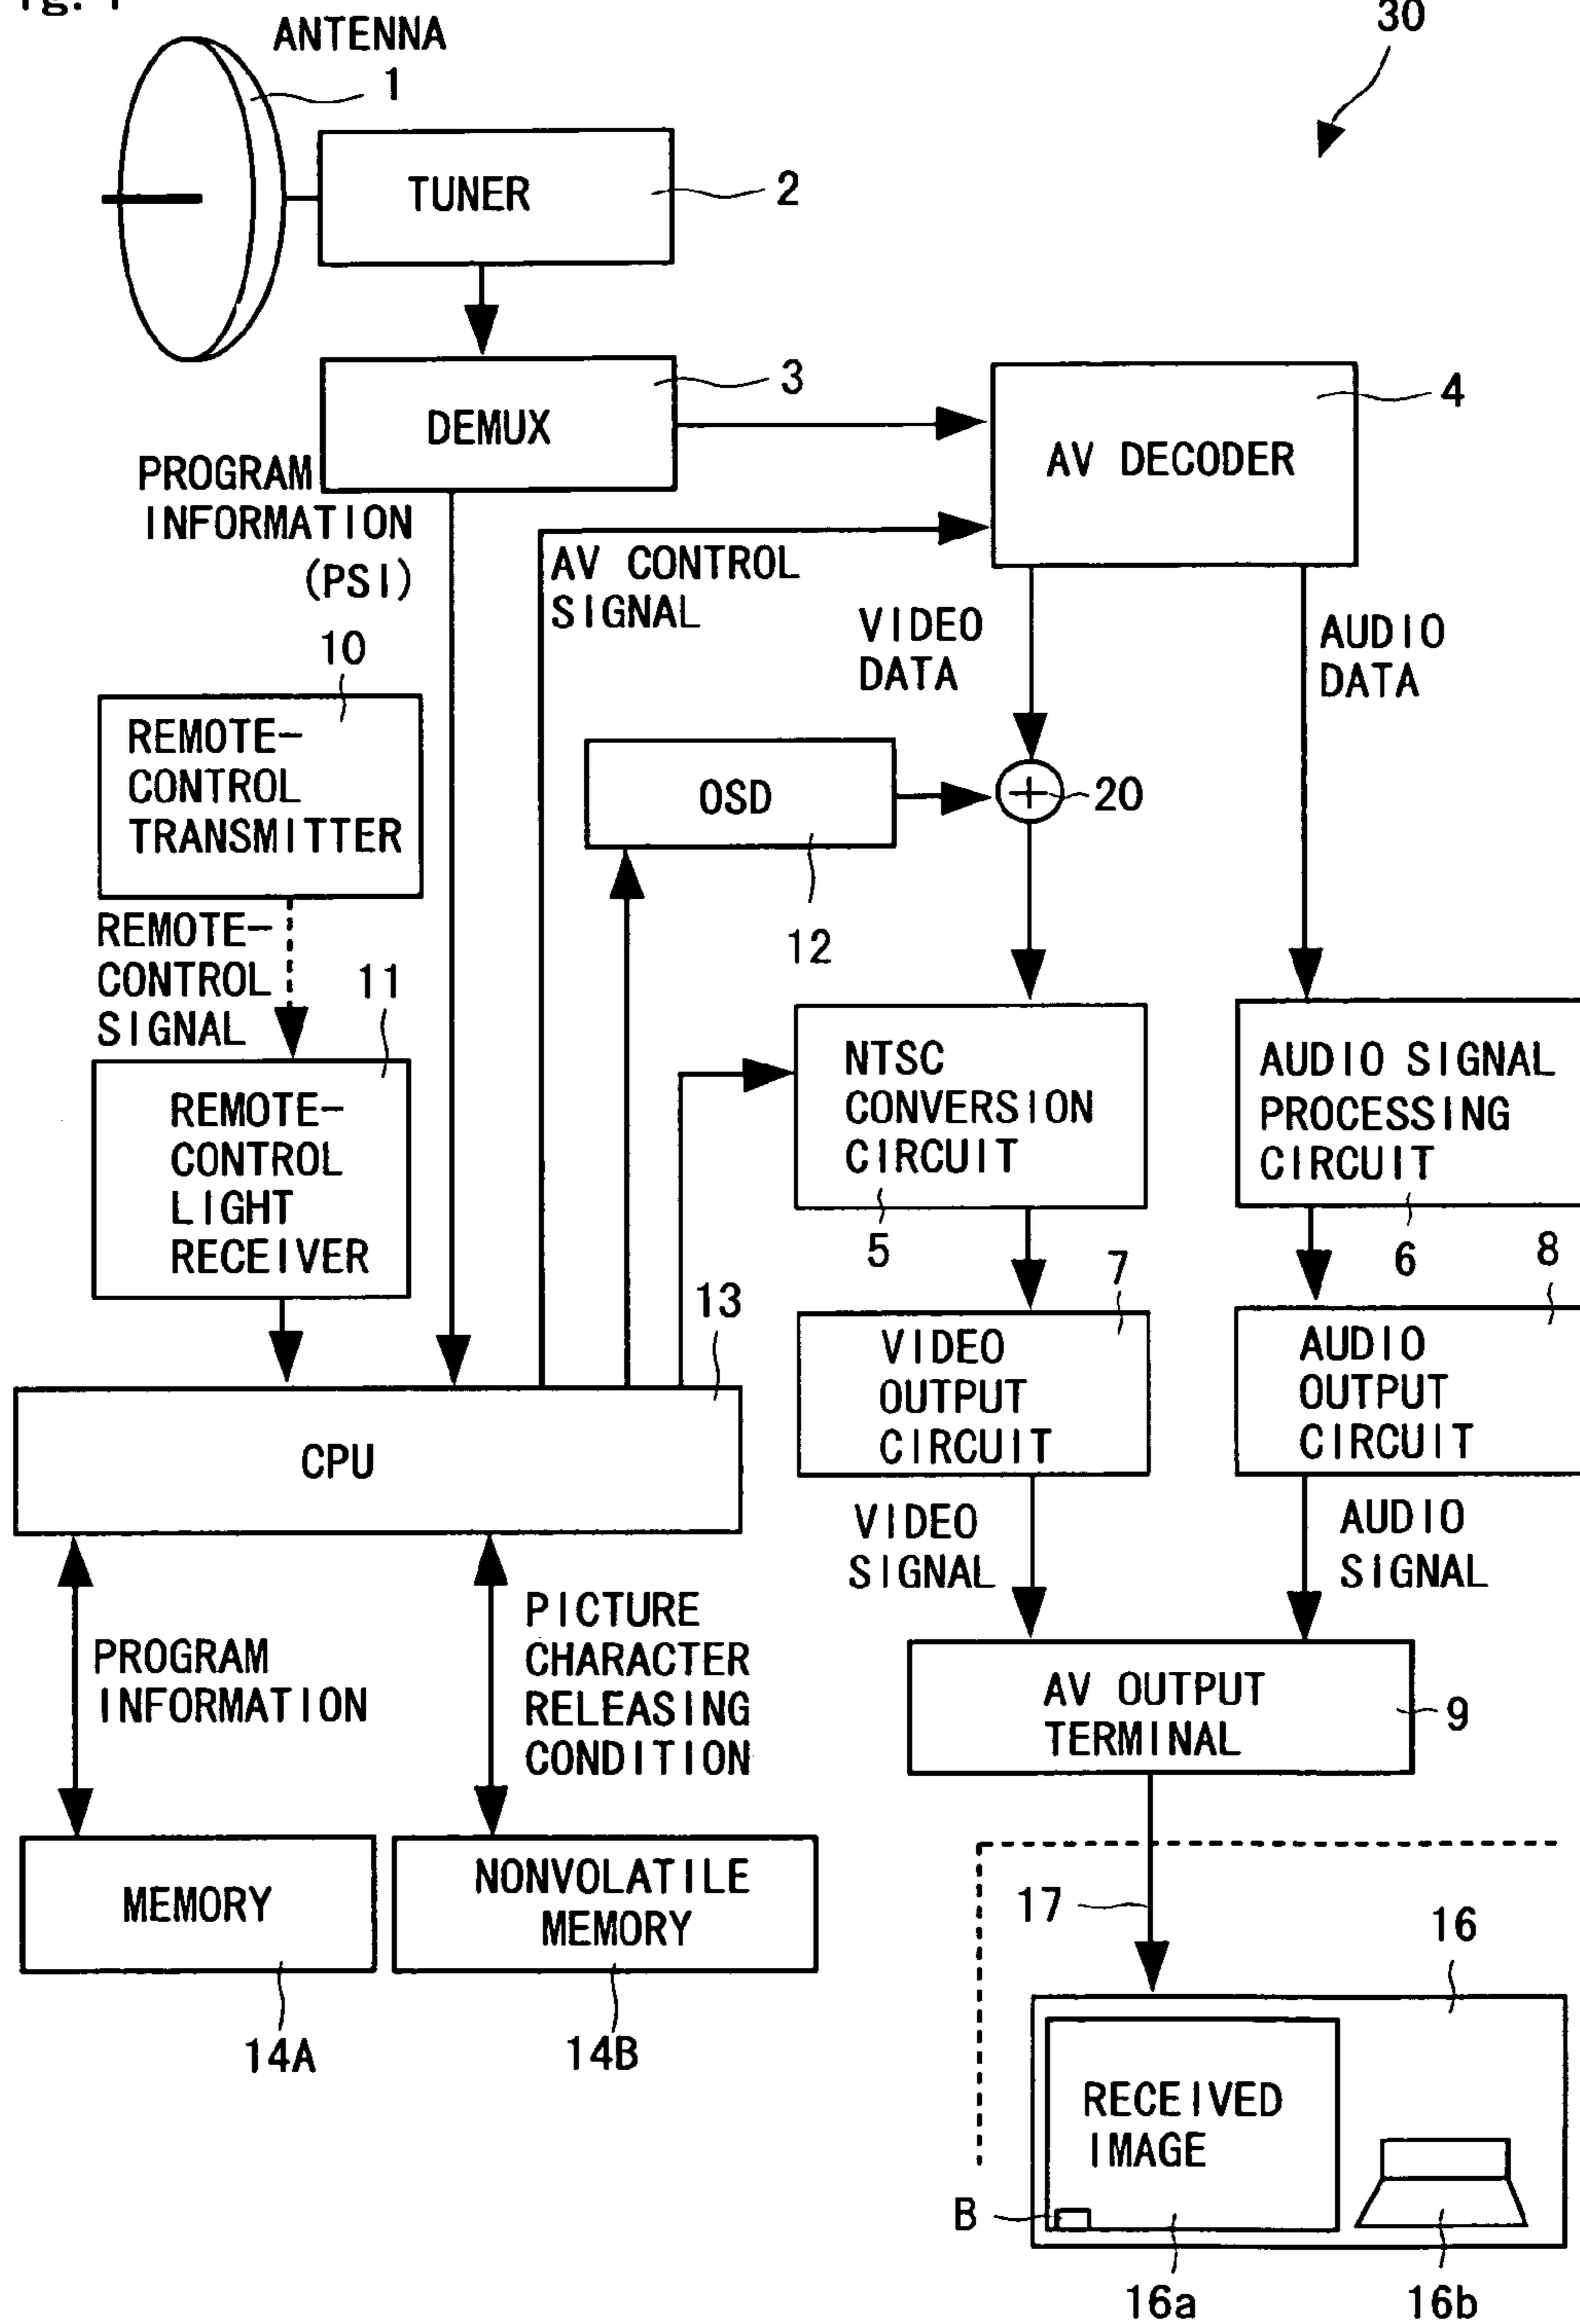 ig. 1
30
ANTENNA
1
TUNER
2
DEMUX
3
AV DECODER
4
PROGRAM
INFORMATION
(PSI)
AV CONTROL
SIGNAL
VIDEO
DATA
AUDIO
DATA
10
REMOTE-
CONTROL
TRANSMITTER
OSD
20
12
REMOTE-
CONTROL
SIGNAL
11
REMOTE-
CONTROL
LIGHT
RECEIVER
NTSC
CONVERSION
CIRCUIT
5
AUDIO SIGNAL
PROCESSING
CIRCUIT
6
13
7
8
CPU
VIDEO
OUTPUT
CIRCUIT
AUDIO
OUTPUT
CIRCUIT
VIDEO
SIGNAL
AUDIO
SIGNAL
PROGRAM
INFORMATION
PICTURE
CHARACTER
RELEASING
CONDITION
AV OUTPUT
TERMINAL
9
MEMORY
NONVOLATILE
MEMORY
14A
14B
17
16
RECEIVED
IMAGE
B
16a
16b